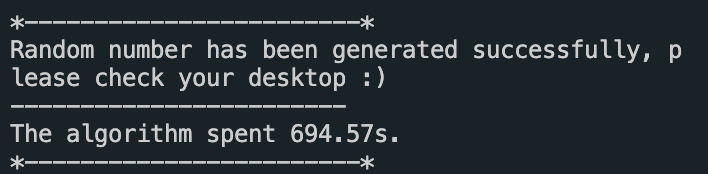 *------------------------*
Random number has been generated successfully, p
lease check your desktop :)
------------------------
The algorithm spent 694.57s.
*------------------------*